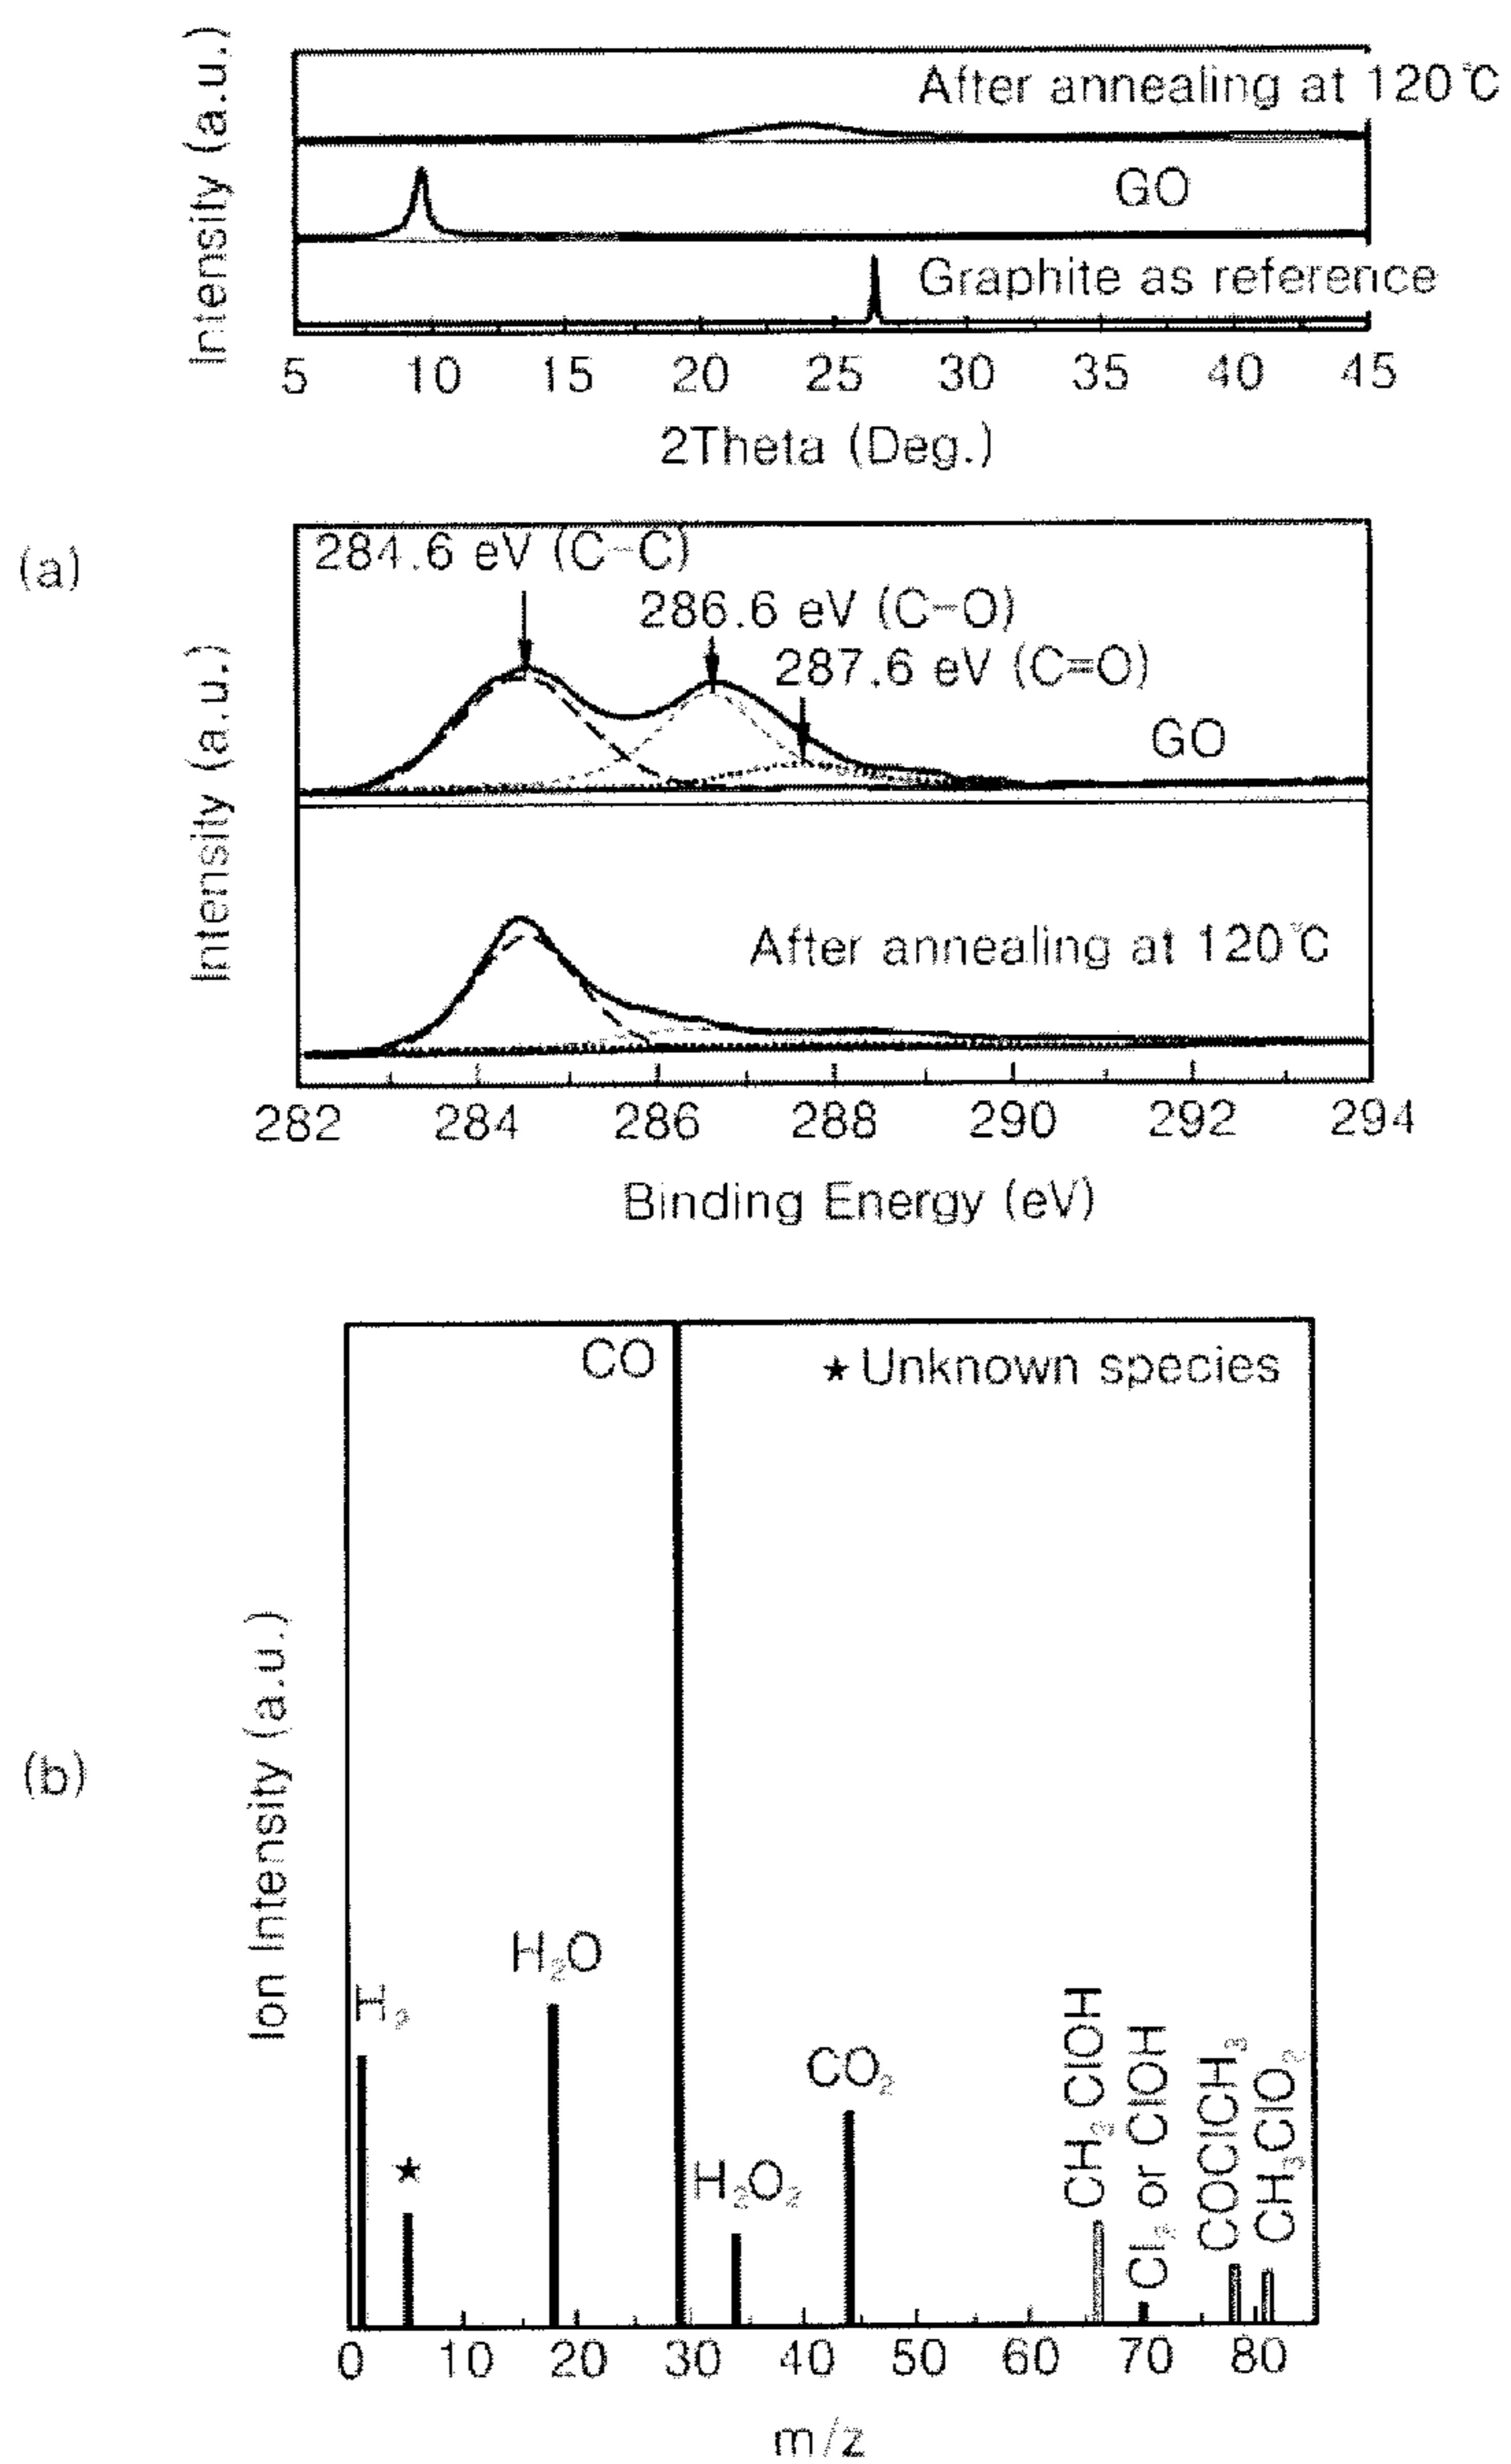 Intensity (a.u.)
After annealing at 120℃
GO
Graphite as reference
5 10 15 20 25 30 35 40 45
2Theta (Deg.)
(a)
Intensity (a.u.)
284.6 eV (C-C)
286.6 eV (C-O)
287.6 eV (C=O)
GO
After annealing at 120℃
282 284 286 288 290 292 294
Binding Energy (eV)
(b)
Ion Intensity (a.u.)
CO
★ Unknown species
H₂
★
H₂O
H₂O₂
CO₂
CH₃ ClOH
Cl₂ or ClOH
COClCH₃
CH₃ClO₂
0 10 20 30 40 50 60 70 80
m/z